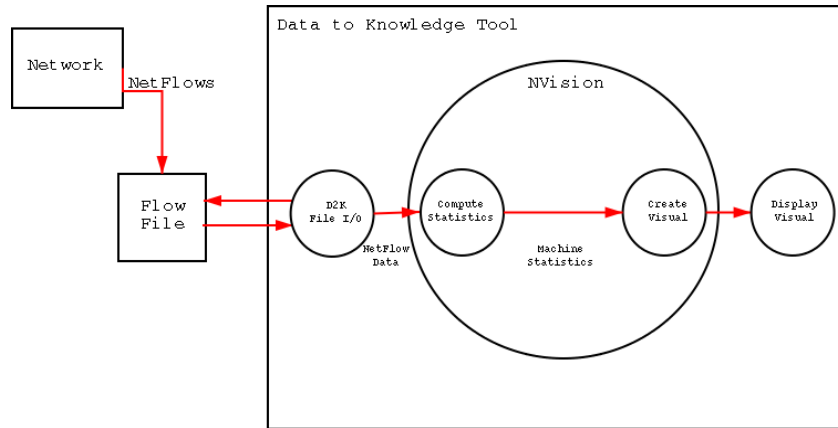 Data to Knowledge Tool
Network
NetFlows
NVision
Flow
File
D2K
File I/O
NetFlow
Data
Compute
Statistics
Machine
Statistics
Create
Visual
Display
Visual